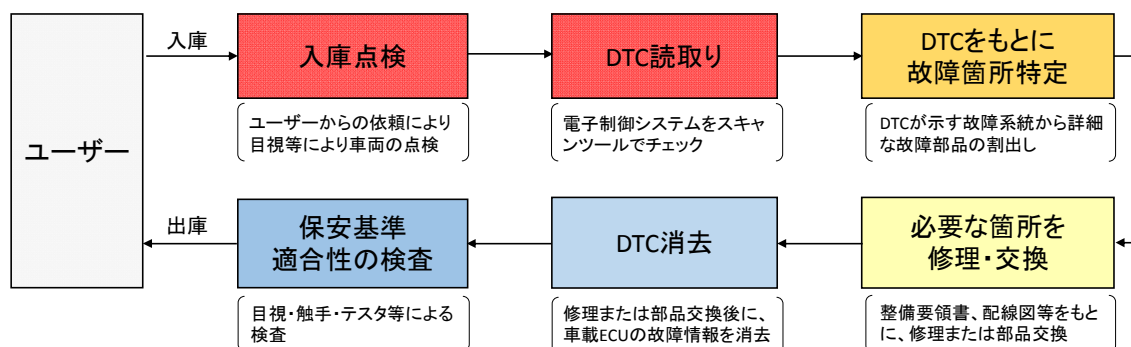 ユーザー
入庫
入庫点検
ユーザーからの依頼により
目視等により車両の点検
DTC読取り
電子制御システムをスキャ
ンツールでチェック
DTCをもとに
故障箇所特定
DTCが示す故障系統から詳細
な故障部品の割出し
必要な箇所を
修理・交換
整備要領書、配線図等をもと
に、修理または部品交換
DTC消去
修理または部品交換後に、
車載ECUの故障情報を消去
保安基準
適合性の検査
目視・触手・テスタ等による
検査
出庫